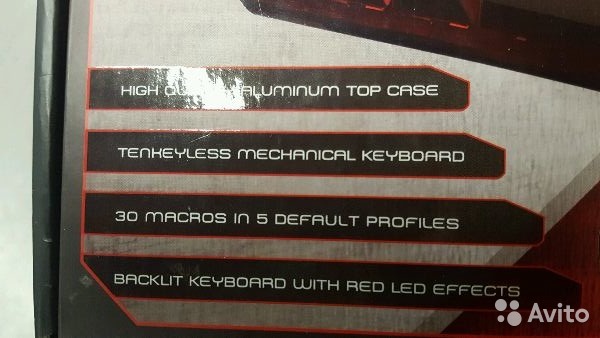 HIGH ALUMINUM TOP CASE
TENKEYLESS MECHANICAL KEYBOARD
30 MACROS IN 5 DEFAULT PROFILES
BACKLIT KEYBOARD WITH RED LED EFFECTS
Avito